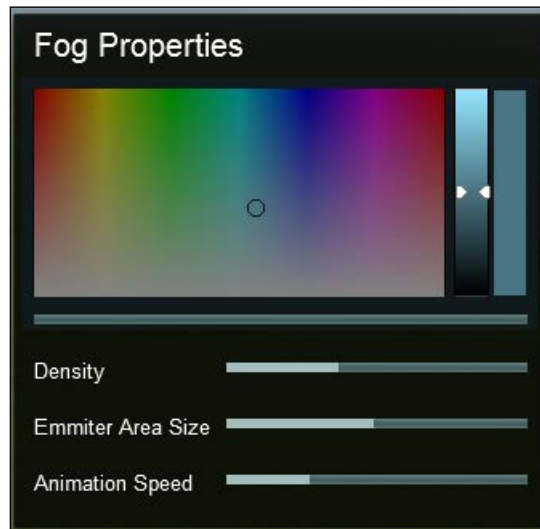 Fog Properties
Density
Emmiter Area Size
Animation Speed